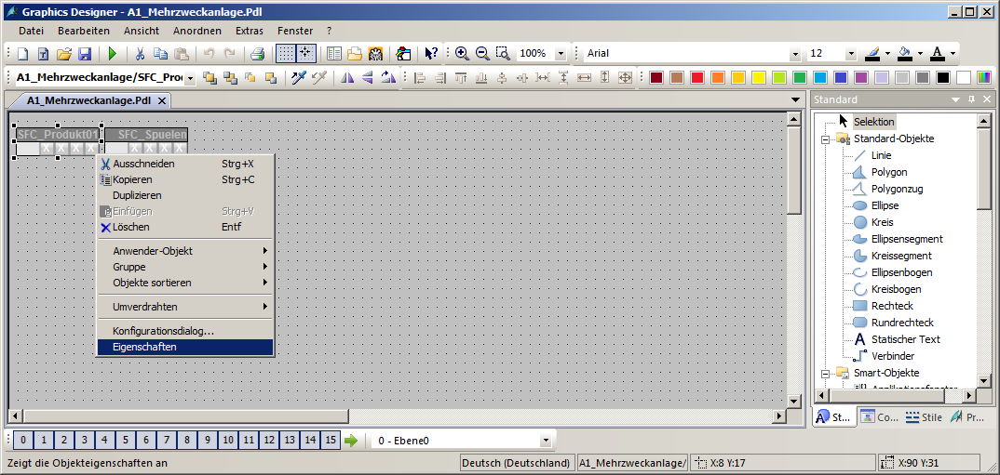 Graphics Designer - A1_Mehrzweckanlage.Pdl
Datei Bearbeiten Ansicht Anordnen Extras Fenster ?
100% Arial 12
A1_Mehrzweckanlage/SFC_Pro
A1_Mehrzweckanlage.Pdl
Standard
SFC_Produkt01 SFC_Spuelen
X X X X X X X X
Ausschneiden Strg+X
Kopieren Strg+C
Duplizieren
Einfügen Strg+V
Löschen Entf
Anwender-Objekt
Gruppe
Objekte sortieren
Umverdrahten
Konfigurationsdialog...
Eigenschaften
Selektion
Standard-Objekte
Linie
Polygon
Polygonzug
Ellipse
Kreis
Ellipsensegment
Kreissegment
Ellipsenbogen
Kreisbogen
Rechteck
Rundrechteck
Statischer Text
Verbinder
Smart-Objekte
Applikationsfenster
St... Co... Stile Pr...
0 1 2 3 4 5 6 7 8 9 10 11 12 13 14 15 0 - Ebene0
Zeigt die Objekteigenschaften an Deutsch (Deutschland) A1_Mehrzweckanlage/ X:8 Y:17 X:90 Y:31